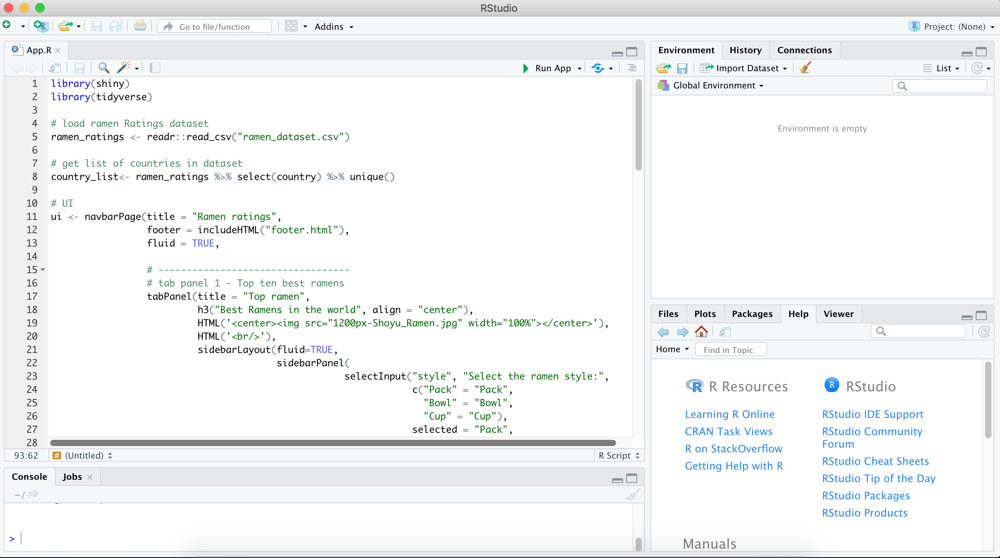 RStudio
Go to file/function
Addins
Project: (None)
App.R
Run App
1 library(shiny)
2 library(tidyverse)
3
4 # load ramen Ratings dataset
5 ramen_ratings <- readr::read_csv("ramen_dataset.csv")
6
7 # get list of countries in dataset
8 country_list<- ramen_ratings %>% select(country) %>% unique()
9
10 # UI
11 ui <- navbarPage(title = "Ramen ratings",
12 footer = includeHTML("footer.html"),
13 fluid = TRUE,
14
15 # ----------------------------------
16 # tab panel 1 - Top ten best ramens
17 tabPanel(title = "Top ramen",
18 h3("Best Ramens in the world", align = "center"),
19 HTML('<center><img src="1200px-Shoyu_Ramen.jpg" width="100%"></center>'),
20 HTML('<br/>'),
21 sidebarLayout(fluid=TRUE,
22 sidebarPanel(
23 selectInput("style", "Select the ramen style:",
24 c("Pack" = "Pack",
25 "Bowl" = "Bowl",
26 "Cup" = "Cup"),
27 selected = "Pack",
28
93:62 # (Untitled) R Script
Console Jobs
~/
>
Environment History Connections
Import Dataset List
Global Environment
Environment is empty
Files Plots Packages Help Viewer
Home Find in Topic
R Resources
Learning R Online
CRAN Task Views
R on StackOverflow
Getting Help with R
RStudio
RStudio IDE Support
RStudio Community
Forum
RStudio Cheat Sheets
RStudio Tip of the Day
RStudio Packages
RStudio Products
Manuals